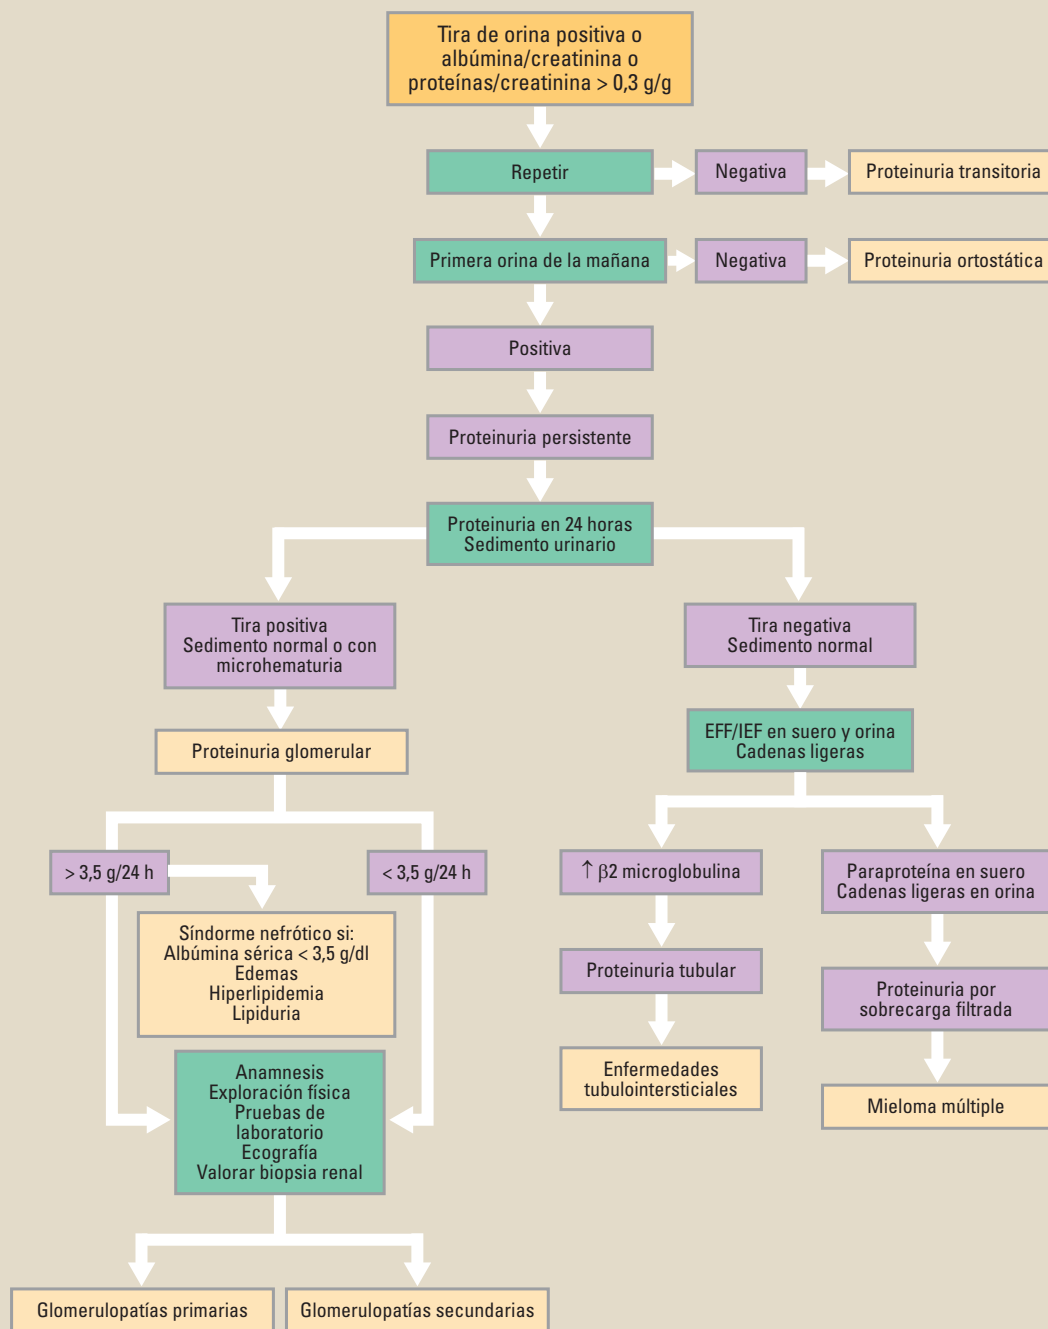 Tira de orina positiva o
albúmina/creatinina o
proteínas/creatinina > 0,3 g/g
Repetir
Negativa
Proteinuria transitoria
Primera orina de la mañana
Negativa
Proteinuria ortostática
Positiva
Proteinuria persistente
Proteinuria en 24 horas
Sedimento urinario
Tira positiva
Sedimento normal o con
microhematuria
Tira negativa
Sedimento normal
Proteinuria glomerular
EFF/IEF en suero y orina
Cadenas ligeras
> 3,5 g/24 h
< 3,5 g/24 h
↑ β2 microglobulina
Paraproteína en suero
Cadenas ligeras en orina
Síndorme nefrótico si:
Albúmina sérica < 3,5 g/dl
Edemas
Hiperlipidemia
Lipiduria
Proteinuria tubular
Proteinuria por
sobrecarga filtrada
Anamnesis
Exploración física
Pruebas de
laboratorio
Ecografía
Valorar biopsia renal
Enfermedades
tubulointersticiales
Mieloma múltiple
Glomerulopatías primarias
Glomerulopatías secundarias